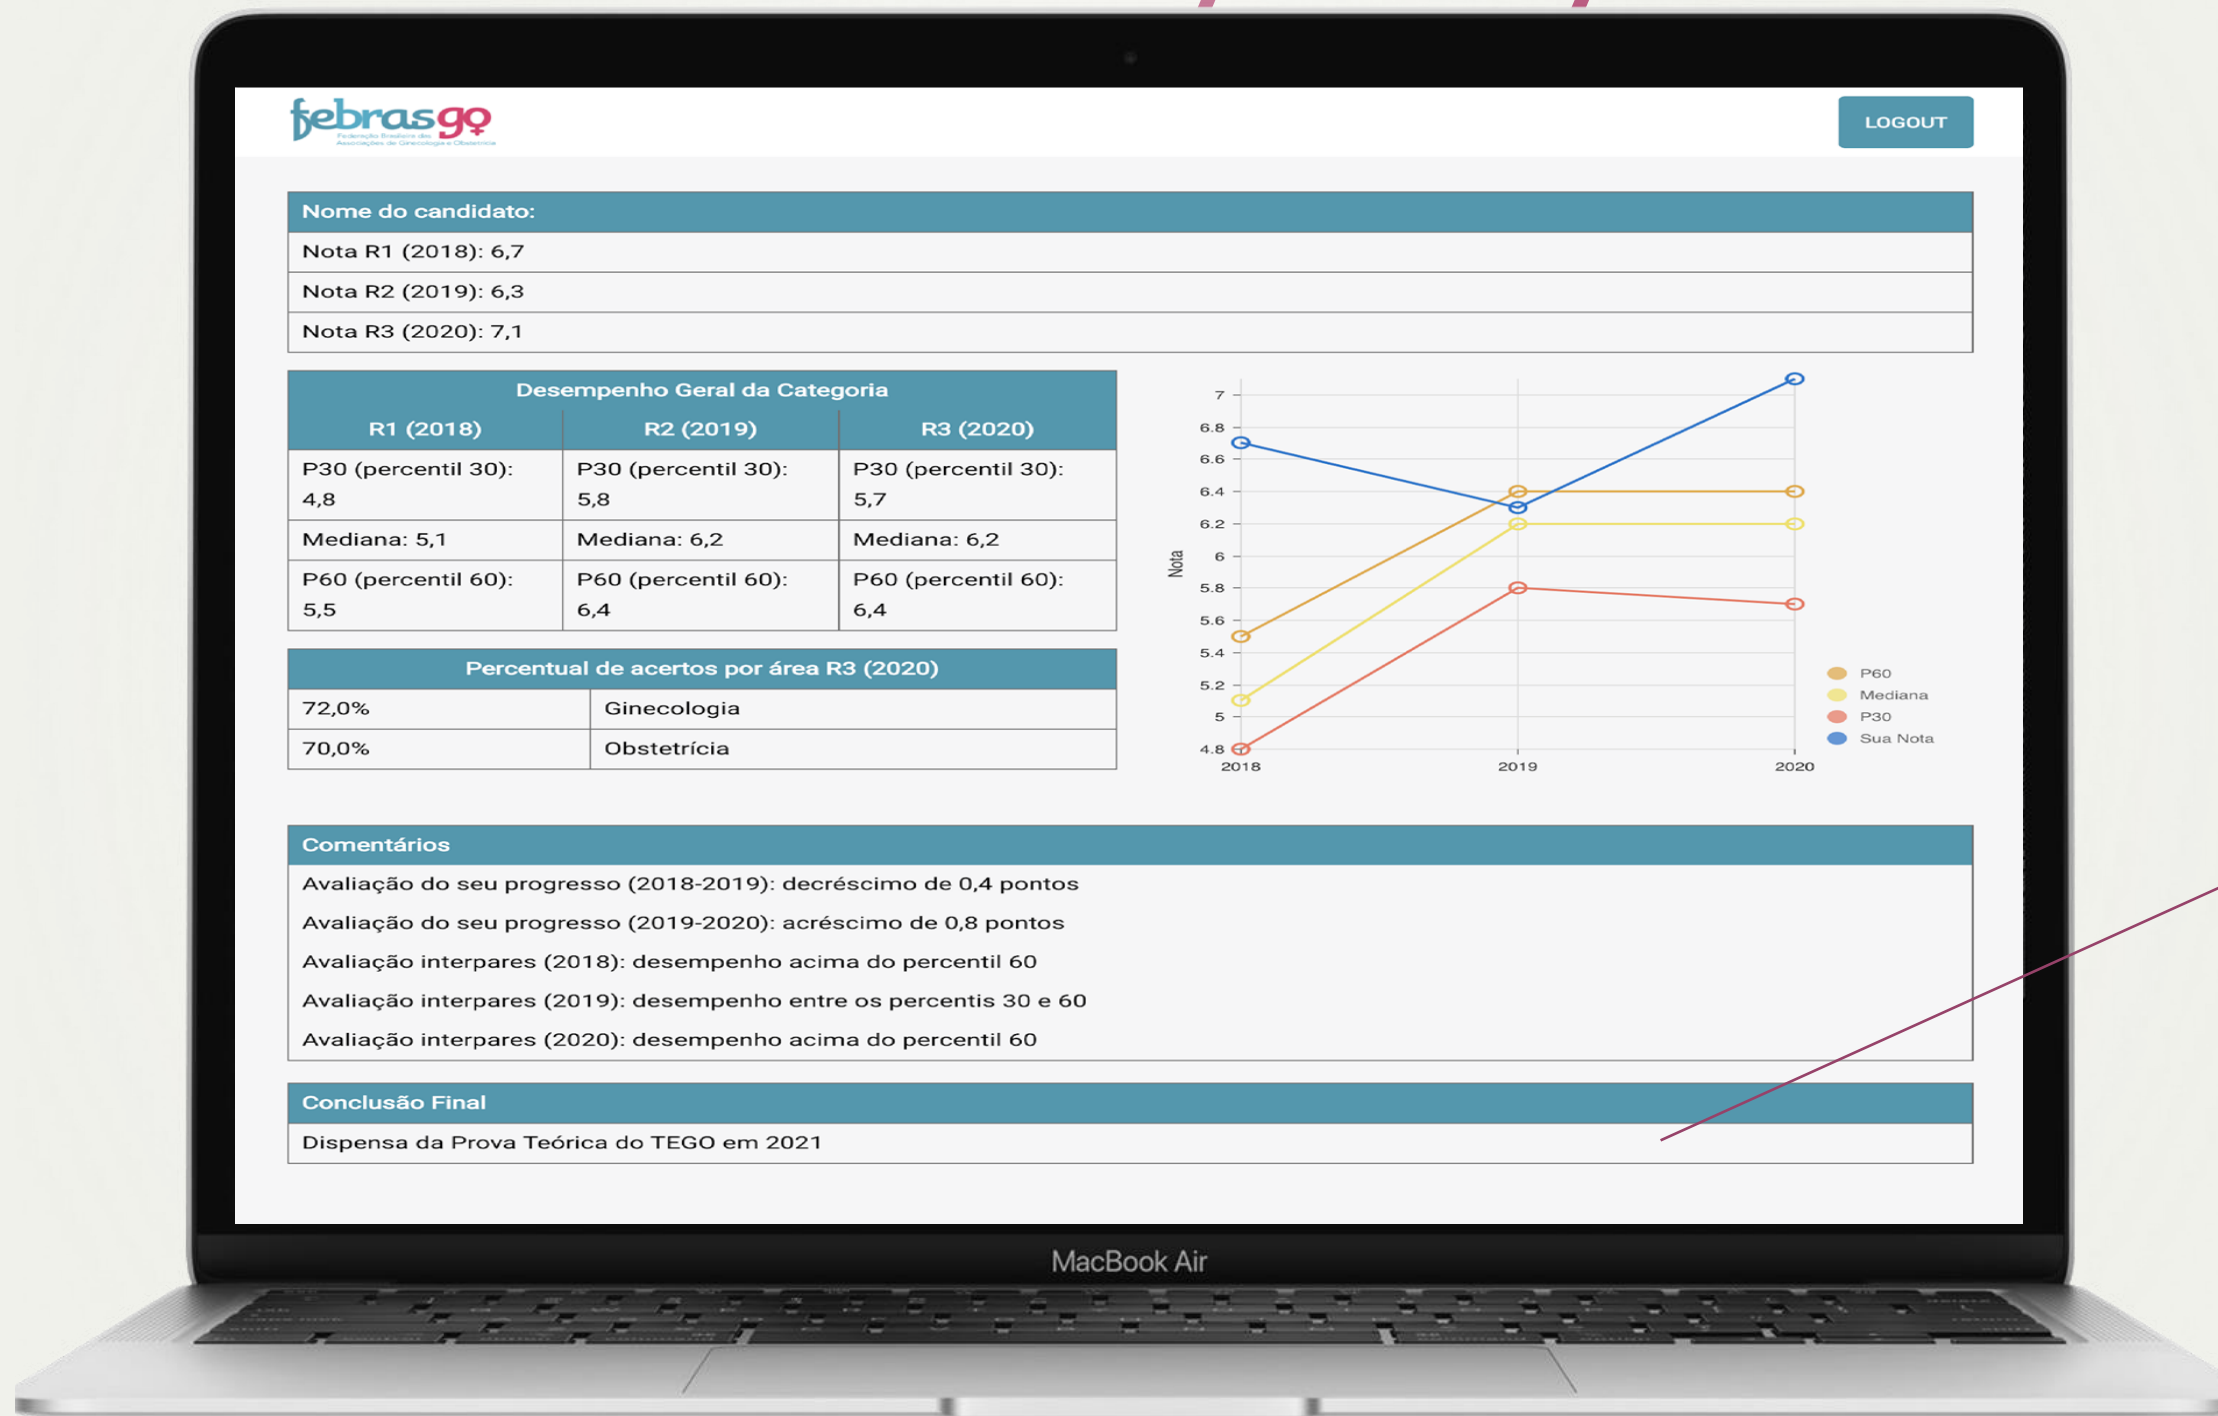 febrasgo
Federação Brasileira das
Associações de Ginecologia e Obstetrícia
LOGOUT
Nome do candidato:
Nota R1 (2018): 6,7
Nota R2 (2019): 6,3
Nota R3 (2020): 7,1
Desempenho Geral da Categoria
R1 (2018) R2 (2019) R3 (2020)
P30 (percentil 30): P30 (percentil 30): P30 (percentil 30):
4,8 5,8 5,7
Mediana: 5,1 Mediana: 6,2 Mediana: 6,2
P60 (percentil 60): P60 (percentil 60): P60 (percentil 60):
5,5 6,4 6,4
Percentual de acertos por área R3 (2020)
72,0% Ginecologia
70,0% Obstetrícia
Nota
7
6.8
6.6
6.4
6.2
6
5.8
5.6
5.4
5.2
5
4.8
2018 2019 2020
P60
Mediana
P30
Sua Nota
Comentários
Avaliação do seu progresso (2018-2019): decréscimo de 0,4 pontos
Avaliação do seu progresso (2019-2020): acréscimo de 0,8 pontos
Avaliação interpares (2018): desempenho acima do percentil 60
Avaliação interpares (2019): desempenho entre os percentis 30 e 60
Avaliação interpares (2020): desempenho acima do percentil 60
Conclusão Final
Dispensa da Prova Teórica do TEGO em 2021
MacBook Air